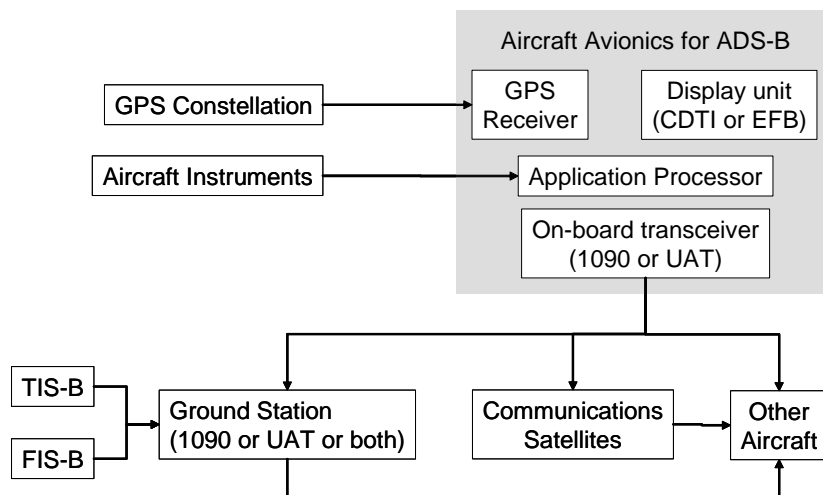 Aircraft Avionics for ADS-B
GPS Constellation
GPS
Receiver
Display unit
(CDTI or EFB)
Aircraft Instruments
Application Processor
On-board transceiver
(1090 or UAT)
TIS-B
FIS-B
Ground Station
(1090 or UAT or both)
Communications
Satellites
Other
Aircraft